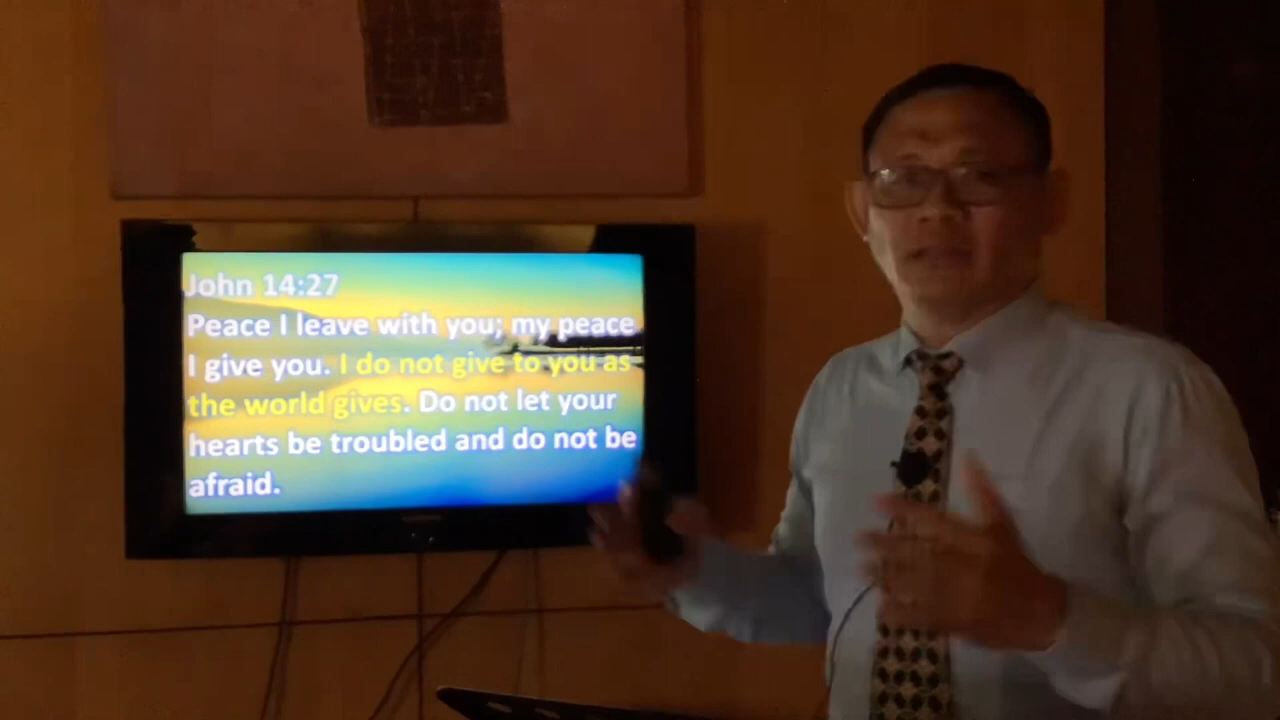 John 14:27
Peace I leave with you; my peace
I give you. I do not give to you as
the world gives. Do not let your
hearts be troubled and do not be
afraid.